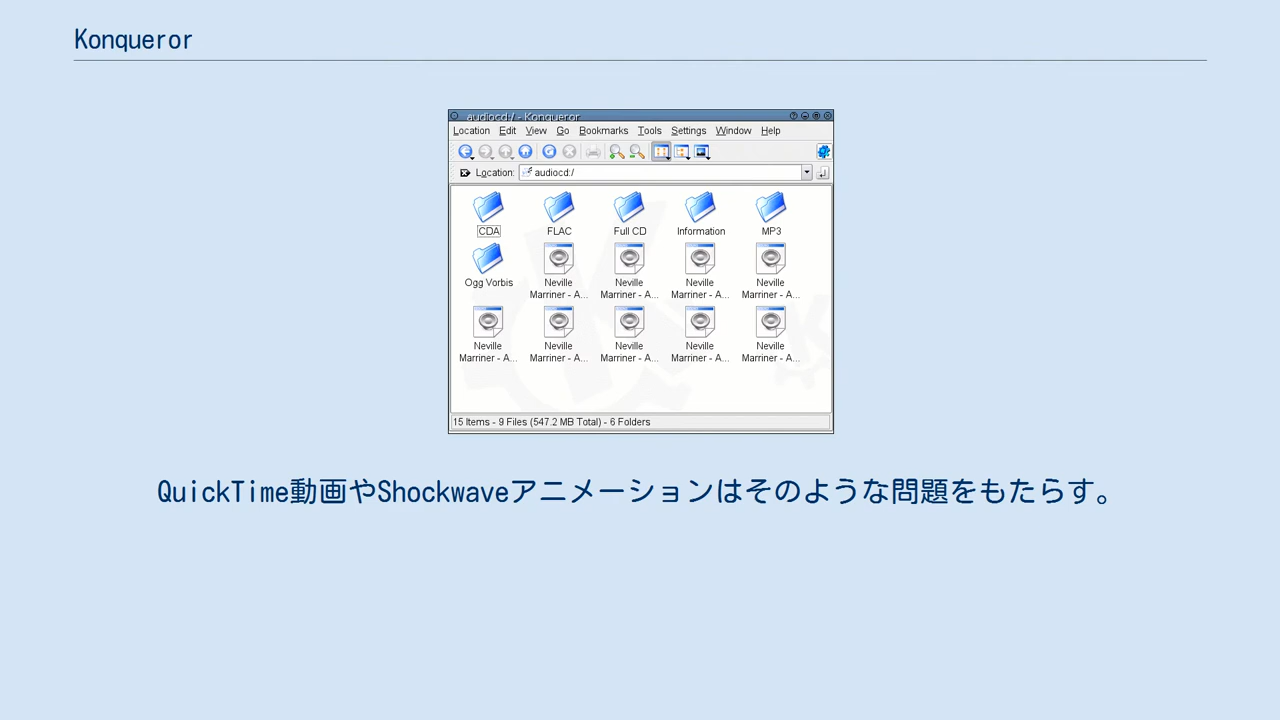 Konqueror
audiocd:/ - Konqueror
Location Edit View Go Bookmarks Tools Settings Window Help
Location: audiocd:/
CDA FLAC Full CD Information MP3
Ogg Vorbis Neville Neville Neville Neville
Marriner - A... Marriner - A... Marriner - A... Marriner - A...
Neville Neville Neville Neville Neville
Marriner - A... Marriner - A... Marriner - A... Marriner - A... Marriner - A...
15 Items - 9 Files (547.2 MB Total) - 6 Folders
QuickTime動画やShockwaveアニメーションはそのような問題をもたらす。